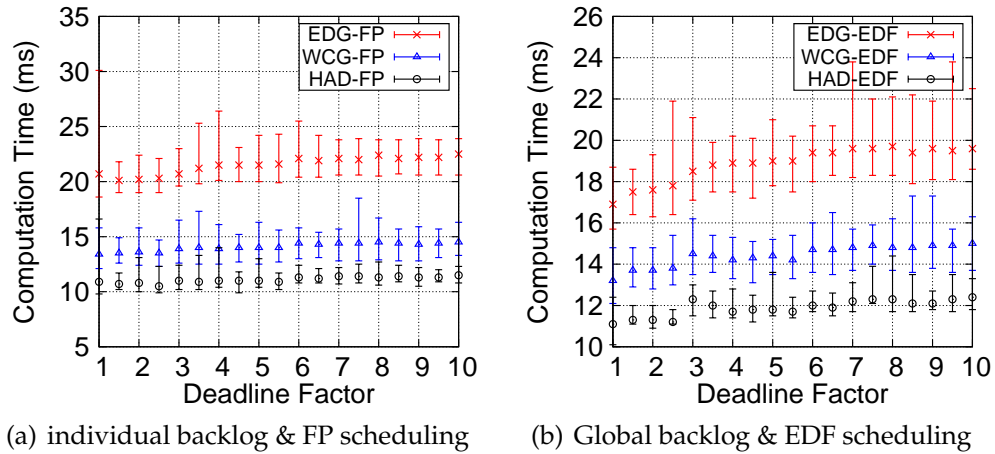 35
30
25
20
15
10
5
Computation Time (ms)
EDG-FP
WCG-FP
HAD-FP
1 2 3 4 5 6 7 8 9 10
Deadline Factor
(a) individual backlog & FP scheduling
26
24
22
20
18
16
14
12
10
Computation Time (ms)
EDG-EDF
WCG-EDF
HAD-EDF
1 2 3 4 5 6 7 8 9 10
Deadline Factor
(b) Global backlog & EDF scheduling